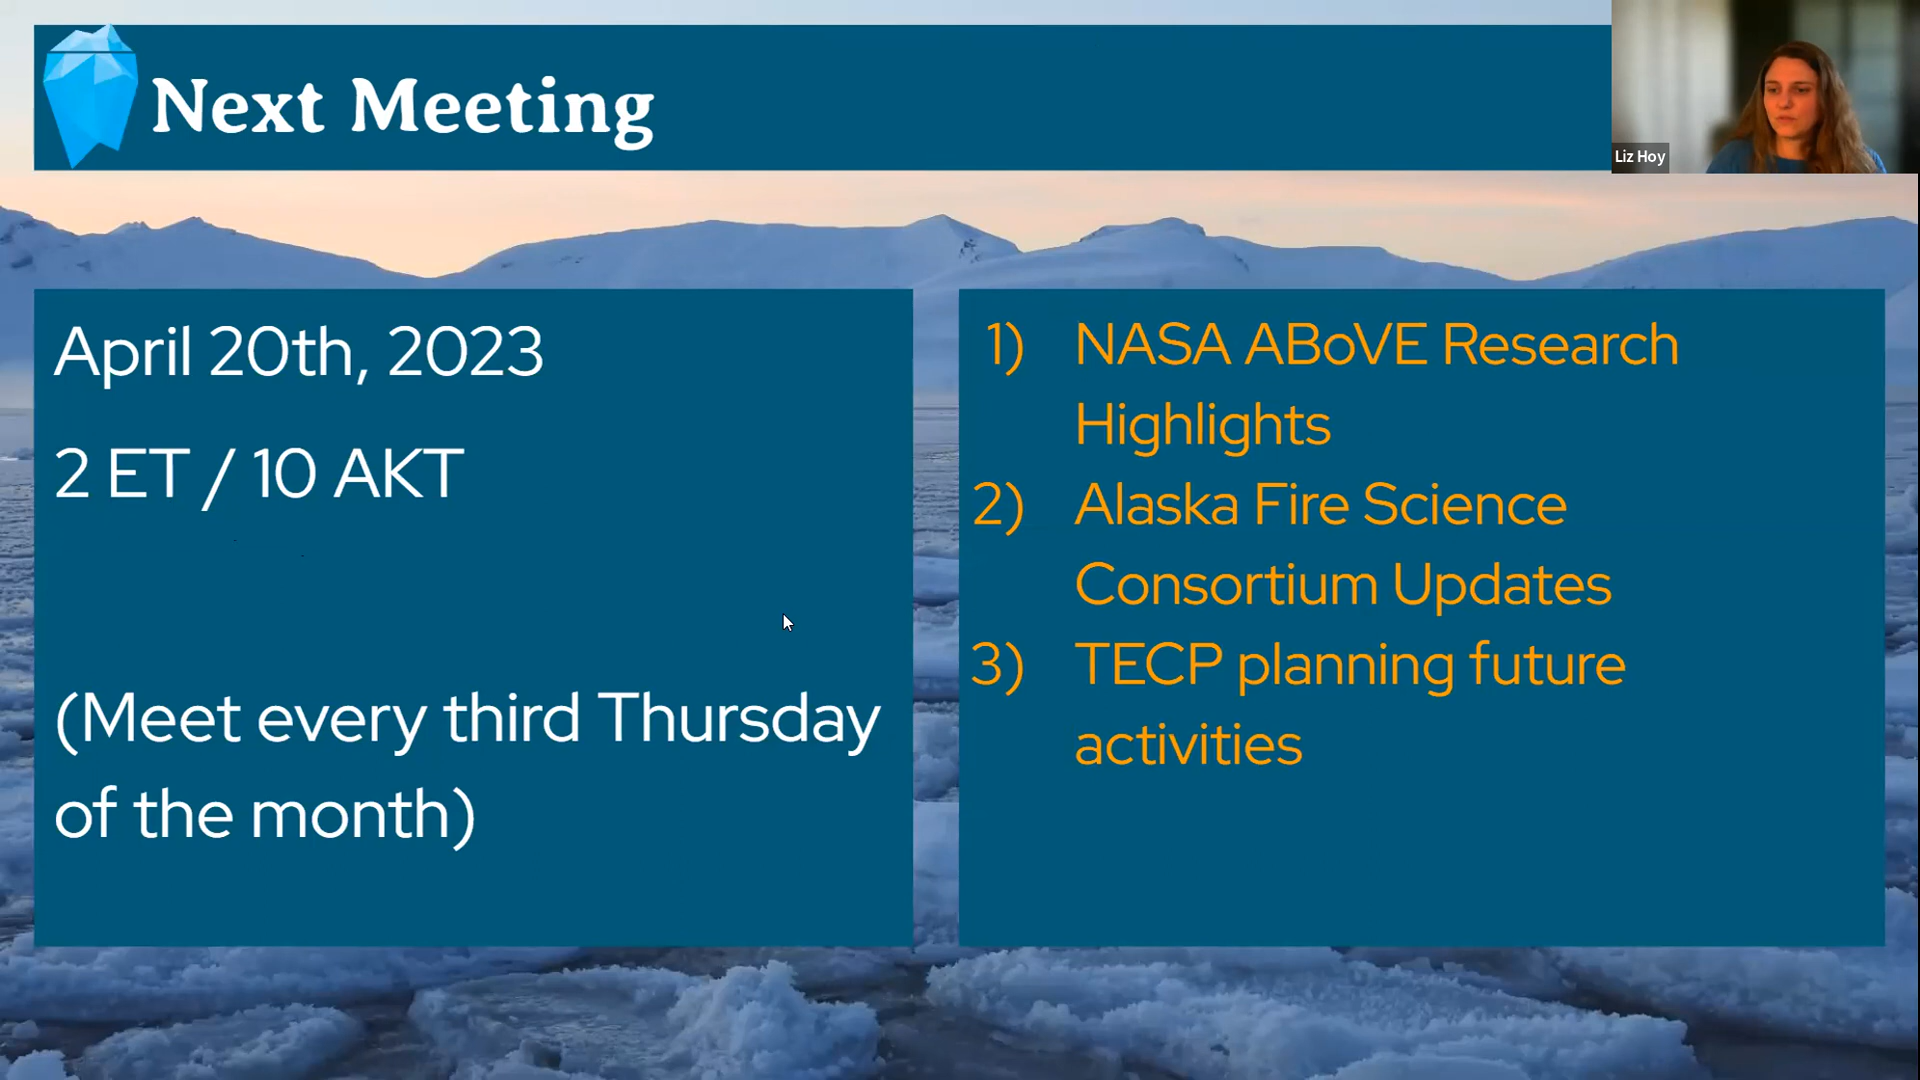 Next Meeting
Liz Hoy
April 20th, 2023
2 ET / 10 AKT
(Meet every third Thursday
of the month)
1) NASA ABoVE Research
Highlights
2) Alaska Fire Science
Consortium Updates
3) TECP planning future
activities